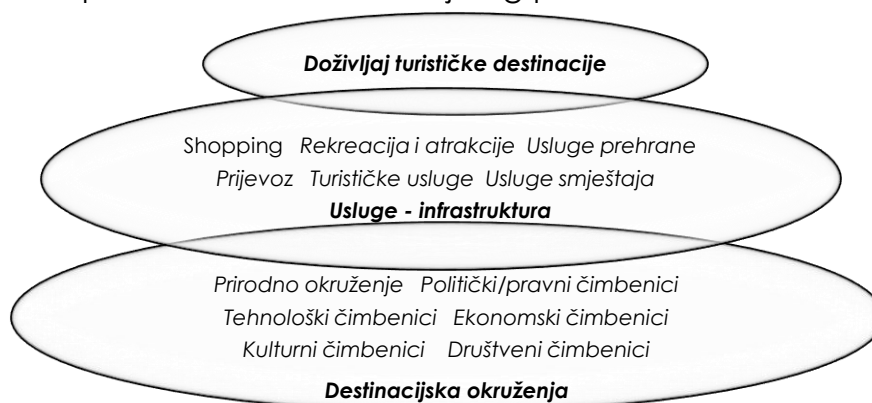 Doživljaj turističke destinacije
Shopping Rekreacija i atrakcije Usluge prehrane
Prijevoz Turističke usluge Usluge smještaja
Usluge - infrastruktura
Prirodno okruženje Politički/pravni čimbenici
Tehnološki čimbenici Ekonomski čimbenici
Kulturni čimbenici Društveni čimbenici
Destinacijska okruženja